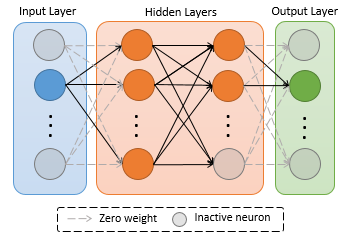 Input Layer
Hidden Layers
Output Layer
Zero weight
Inactive neuron